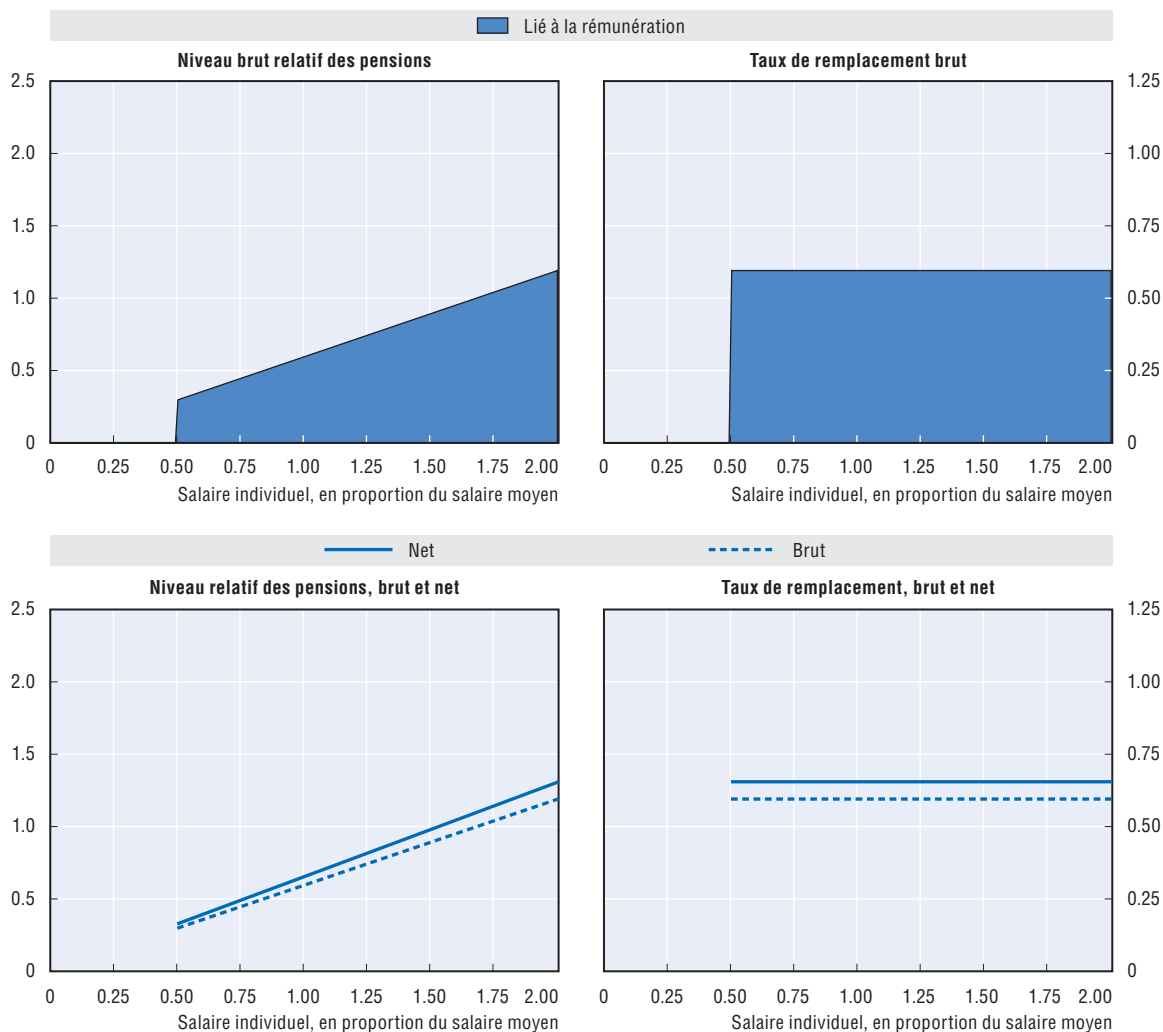 Lié à la rémunération
Niveau brut relatif des pensions
Taux de remplacement brut
2.5
2.0
1.5
1.0
0.5
0
1.25
1.00
0.75
0.50
0.25
0
0 0.25 0.50 0.75 1.00 1.25 1.50 1.75 2.00
0 0.25 0.50 0.75 1.00 1.25 1.50 1.75 2.00
Salaire individuel, en proportion du salaire moyen
Salaire individuel, en proportion du salaire moyen
Net
Brut
Niveau relatif des pensions, brut et net
Taux de remplacement, brut et net
2.5
2.0
1.5
1.0
0.5
0
1.25
1.00
0.75
0.50
0.25
0
0 0.25 0.50 0.75 1.00 1.25 1.50 1.75 2.00
0 0.25 0.50 0.75 1.00 1.25 1.50 1.75 2.00
Salaire individuel, en proportion du salaire moyen
Salaire individuel, en proportion du salaire moyen